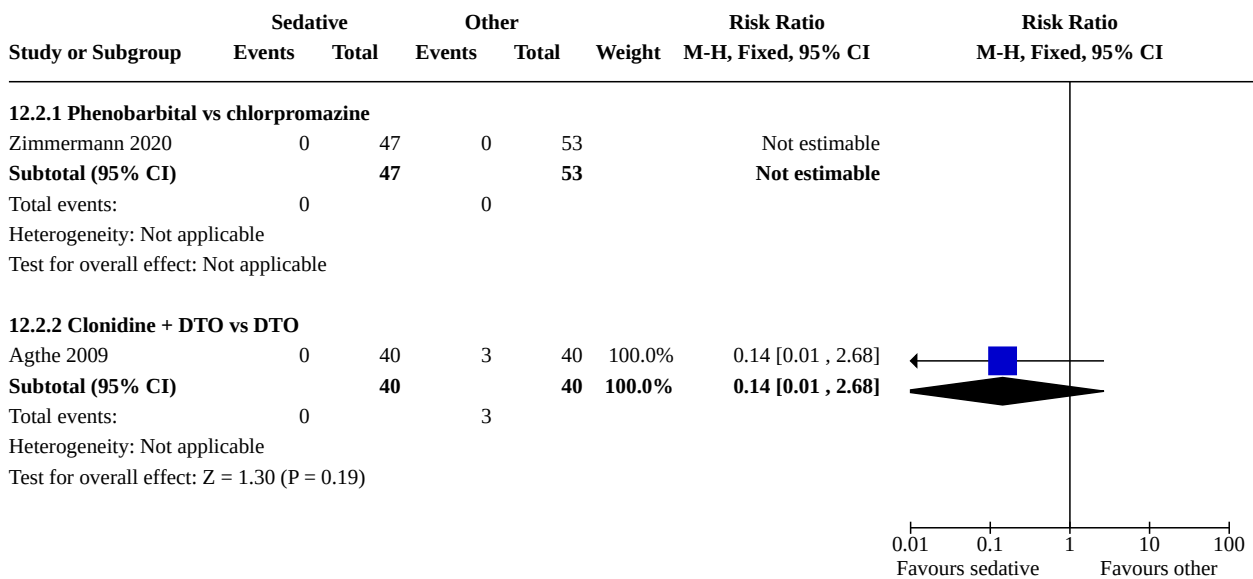 Sedative Other Risk Ratio Risk Ratio
Study or Subgroup Events Total Events Total Weight M-H, Fixed, 95% CI M-H, Fixed, 95% CI
12.2.1 Phenobarbital vs chlorpromazine
Zimmermann 2020 0 47 0 53 Not estimable
Subtotal (95% CI) 47 53 Not estimable
Total events: 0 0
Heterogeneity: Not applicable
Test for overall effect: Not applicable
12.2.2 Clonidine + DTO vs DTO
Agthe 2009 0 40 3 40 100.0% 0.14 [0.01 , 2.68]
Subtotal (95% CI) 40 40 100.0% 0.14 [0.01 , 2.68]
Total events: 0 3
Heterogeneity: Not applicable
Test for overall effect: Z = 1.30 (P = 0.19)
0.01 0.1 1 10 100
Favours sedative Favours other